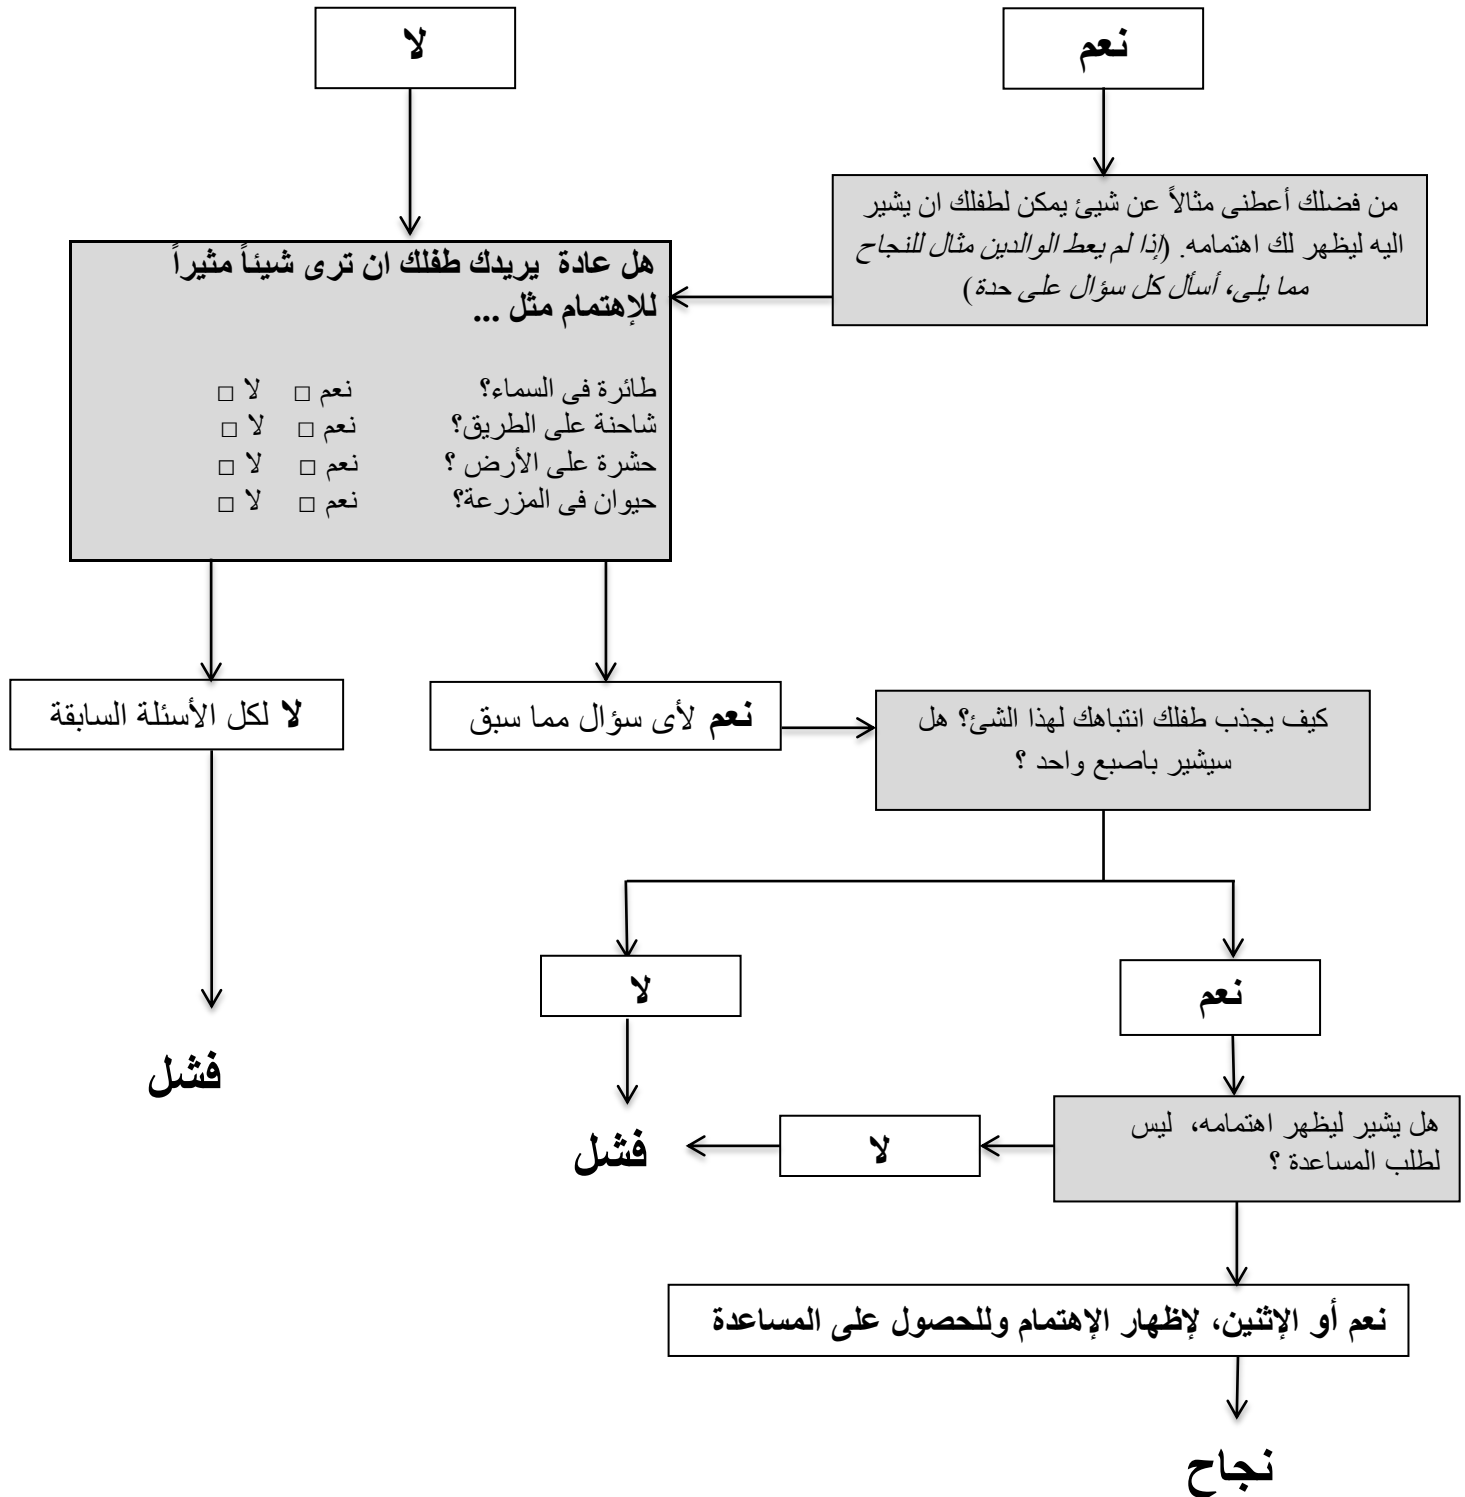 نعم
لا
من فضلك أعطنى مثالاً عن شيئ يمكن لطفلك ان يشير
اليه ليظهر لك اهتمامه. (إذا لم يعط الوالدين مثال للنجاح
مما يلى، أسأل كل سؤال على حدة)
هل عادة يريدك طفلك ان ترى شيئاً مثيراً
للإهتمام مثل ...
طائرة فى السماء؟ نعم □ لا □
شاحنة على الطريق؟ نعم □ لا □
حشرة على الأرض ؟ نعم □ لا □
حيوان فى المزرعة؟ نعم □ لا □
نعم لأى سؤال مما سبق
لا لكل الأسئلة السابقة
كيف يجذب طفلك انتباهك لهذا الشئ؟ هل
سيشير باصبع واحد ؟
نعم
لا
فشل
هل يشير ليظهر اهتمامه، ليس
لطلب المساعدة ؟
لا
فشل
نعم أو الإثنين، لإظهار الإهتمام وللحصول على المساعدة
نجاح